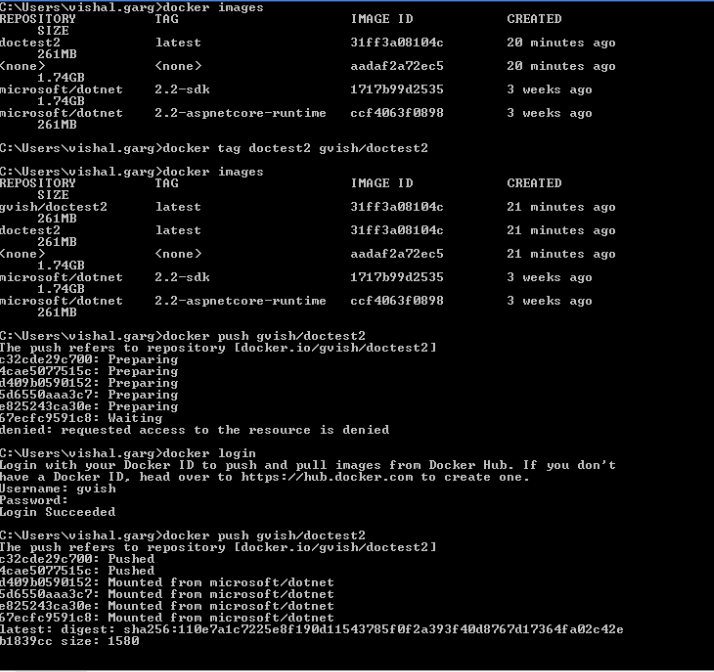 C:\Users\vishal.garg>docker images
REPOSITORY TAG IMAGE ID CREATED
SIZE
doctest2 latest 31ff3a08104c 20 minutes ago
261MB
<none> <none> aadaf2a72ec5 20 minutes ago
1.74GB
microsoft/dotnet 2.2-sdk 1717b99d2535 3 weeks ago
1.74GB
microsoft/dotnet 2.2-aspnetcore-runtime ccf4063f0898 3 weeks ago
261MB
C:\Users\vishal.garg>docker tag doctest2 gvish/doctest2
C:\Users\vishal.garg>docker images
REPOSITORY TAG IMAGE ID CREATED
SIZE
gvish/doctest2 latest 31ff3a08104c 21 minutes ago
261MB
doctest2 latest 31ff3a08104c 21 minutes ago
261MB
<none> <none> aadaf2a72ec5 21 minutes ago
1.74GB
microsoft/dotnet 2.2-sdk 1717b99d2535 3 weeks ago
1.74GB
microsoft/dotnet 2.2-aspnetcore-runtime ccf4063f0898 3 weeks ago
261MB
C:\Users\vishal.garg>docker push gvish/doctest2
The push refers to repository [docker.io/gvish/doctest2]
c32cde29c700: Preparing
4cae5077515c: Preparing
d409b0590152: Preparing
5d6550aaa3c7: Preparing
e825243ca30e: Preparing
67ecfc9591c8: Waiting
denied: requested access to the resource is denied
C:\Users\vishal.garg>docker login
Login with your Docker ID to push and pull images from Docker Hub. If you don't
have a Docker ID, head over to https://hub.docker.com to create one.
Username: gvish
Password:
Login Succeeded
C:\Users\vishal.garg>docker push gvish/doctest2
The push refers to repository [docker.io/gvish/doctest2]
c32cde29c700: Pushed
4cae5077515c: Pushed
d409b0590152: Mounted from microsoft/dotnet
5d6550aaa3c7: Mounted from microsoft/dotnet
e825243ca30e: Mounted from microsoft/dotnet
67ecfc9591c8: Mounted from microsoft/dotnet
latest: digest: sha256:110e7a1c7225e8f190d11543785f0f2a393f40d8767d17364fa02c42e
b1839cc size: 1580